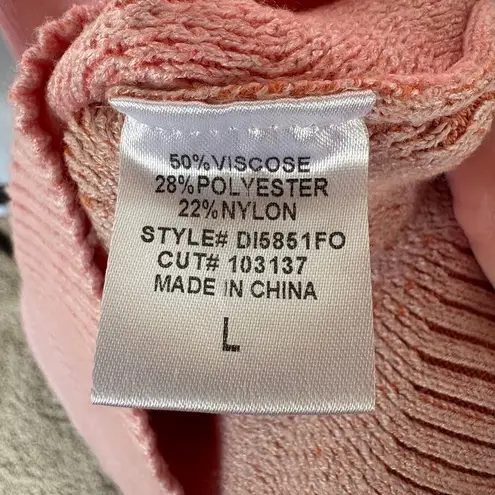 50%VISCOSE
28%POLYESTER
22%NYLON
STYLE# DI5851FO
CUT# 103137
MADE IN CHINA
L